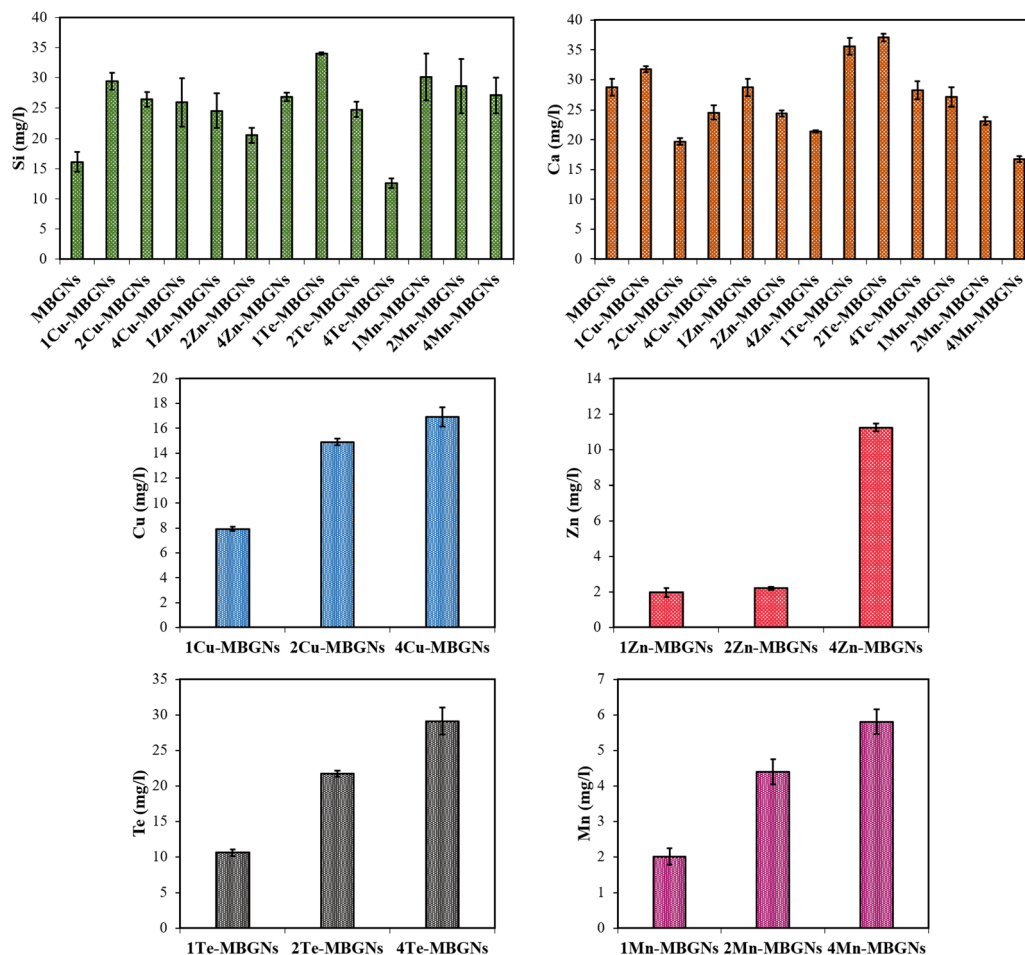 Si (mg/l)
40
35
30
25
20
15
10
5
0
MBGNs
1Cu-MBGNs
2Cu-MBGNs
4Cu-MBGNs
1Zn-MBGNs
2Zn-MBGNs
4Zn-MBGNs
1Te-MBGNs
2Te-MBGNs
4Te-MBGNs
1Mn-MBGNs
2Mn-MBGNs
4Mn-MBGNs
Ca (mg/l)
40
35
30
25
20
15
10
5
0
MBGNs
1Cu-MBGNs
2Cu-MBGNs
4Cu-MBGNs
1Zn-MBGNs
2Zn-MBGNs
4Zn-MBGNs
1Te-MBGNs
2Te-MBGNs
4Te-MBGNs
1Mn-MBGNs
2Mn-MBGNs
4Mn-MBGNs
Cu (mg/l)
20
18
16
14
12
10
8
6
4
2
0
1Cu-MBGNs 2Cu-MBGNs 4Cu-MBGNs
Zn (mg/l)
14
12
10
8
6
4
2
0
1Zn-MBGNs 2Zn-MBGNs 4Zn-MBGNs
Te (mg/l)
35
30
25
20
15
10
5
0
1Te-MBGNs 2Te-MBGNs 4Te-MBGNs
Mn (mg/l)
7
6
5
4
3
2
1
0
1Mn-MBGNs 2Mn-MBGNs 4Mn-MBGNs